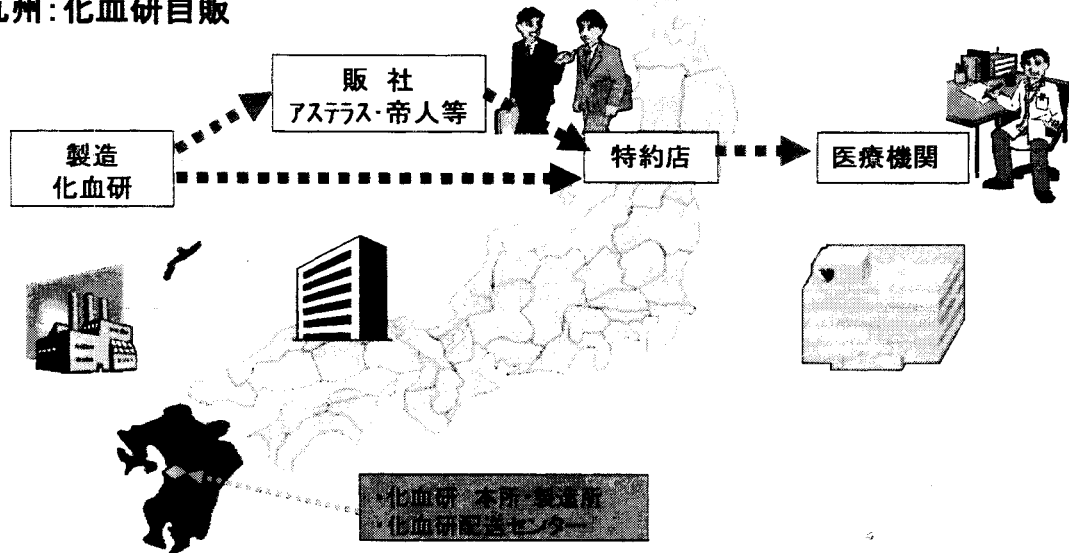 九州:化血研自販
販 社
アステラス・帝人等
製造
化血研
特約店
医療機関
・化血研 本所・製造所
・化血研配送センター